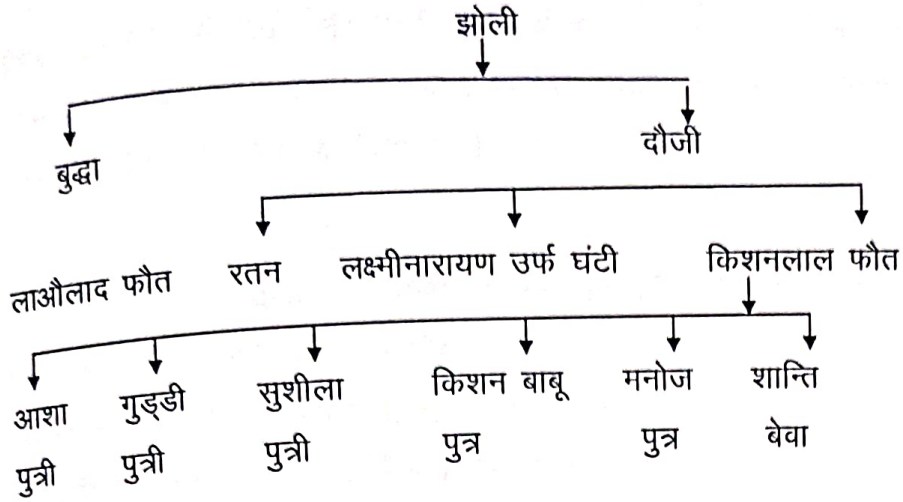 झोली
बुद्धा दौजी
लाऔलाद फौत रतन लक्ष्मीनारायण उर्फ घंटी किशनलाल फौत
आशा गुड्डी सुशीला किशन बाबू मनोज शान्ति
पुत्री पुत्री पुत्री पुत्र पुत्र बेवा